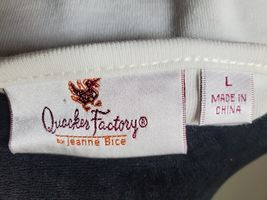 Quacker Factory®
by Jeanne Bice
L
MADE IN
CHINA